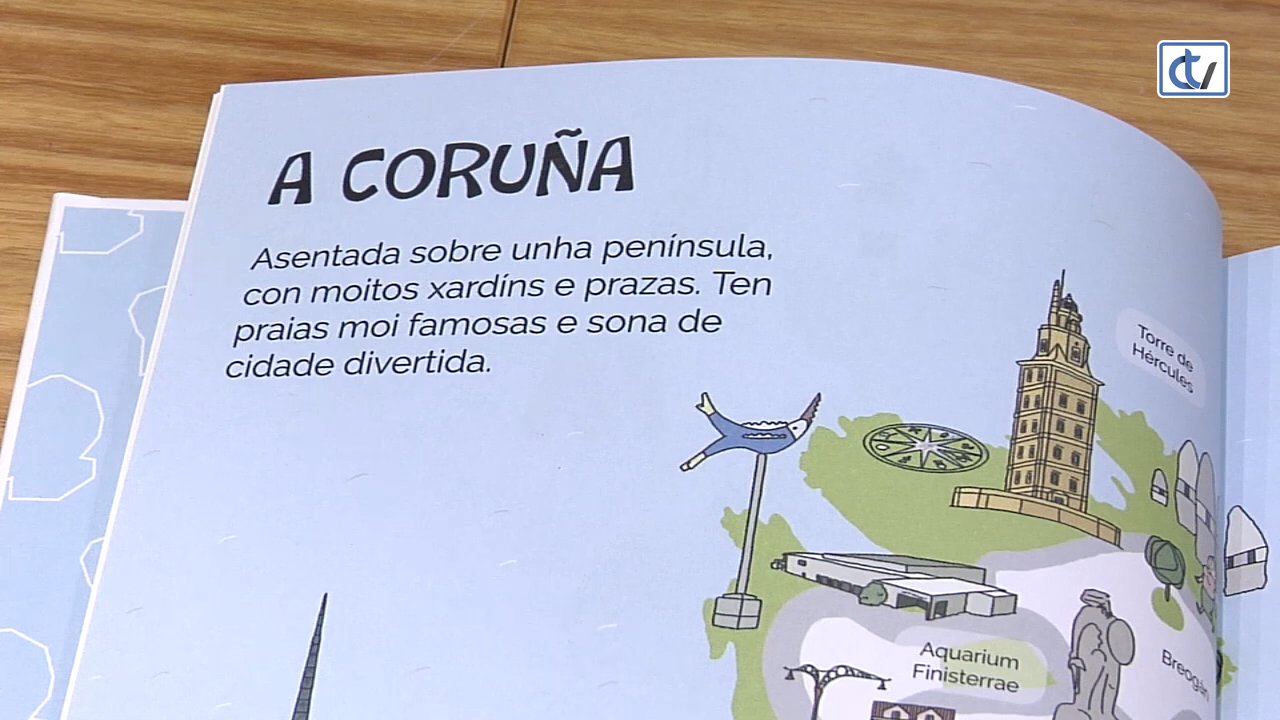 A CORUÑA
Asentada sobre unha península,
con moitos xardíns e prazas. Ten
praias moi famosas e sona de
cidade divertida.
Torre de
Hércules
Aquarium
Finisterrae
Breogán